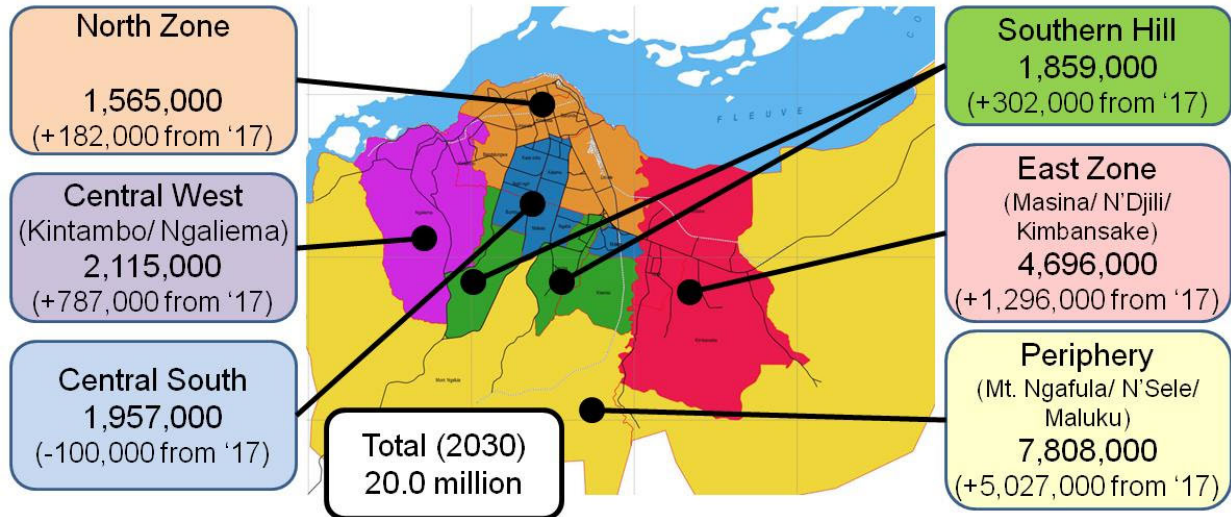 North Zone
1,565,000
(+182,000 from ‘17)
Central West
(Kintambo/ Ngaliema)
2,115,000
(+787,000 from ‘17)
Central South
1,957,000
(-100,000 from ‘17)
Total (2030)
20.0 million
FLEUVE
Southern Hill
1,859,000
(+302,000 from ‘17)
East Zone
(Masina/ N’Djili/
Kimbansake)
4,696,000
(+1,296,000 from ‘17)
Periphery
(Mt. Ngafula/ N’Sele/
Maluku)
7,808,000
(+5,027,000 from ‘17)